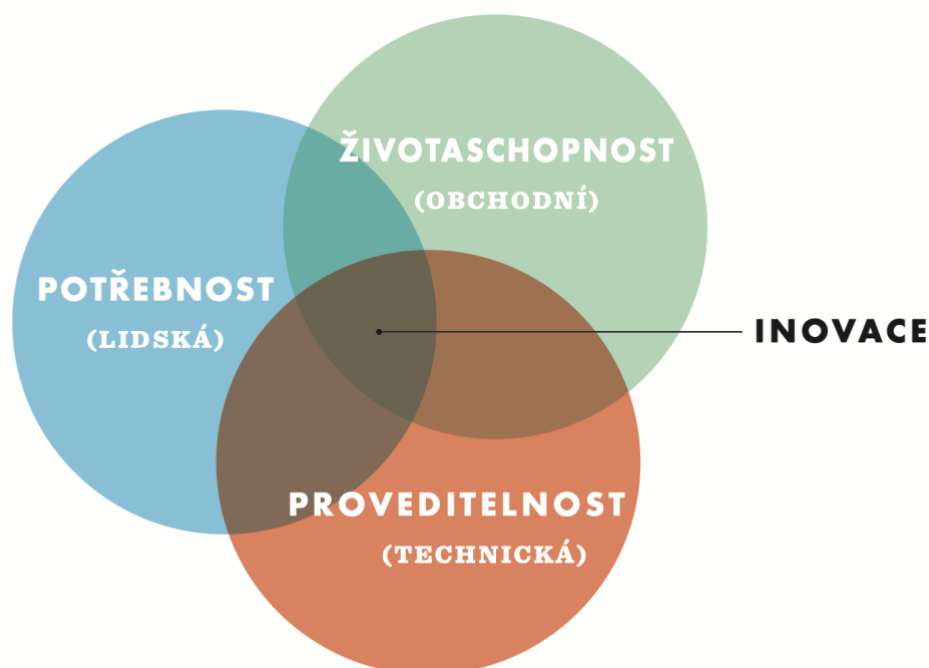 ŽIVOTASCHOPNOST
(OBCHODNÍ)
POTŘEBNOST
(LIDSKÁ)
INOVACE
PROVEDITELNOST
(TECHNICKÁ)